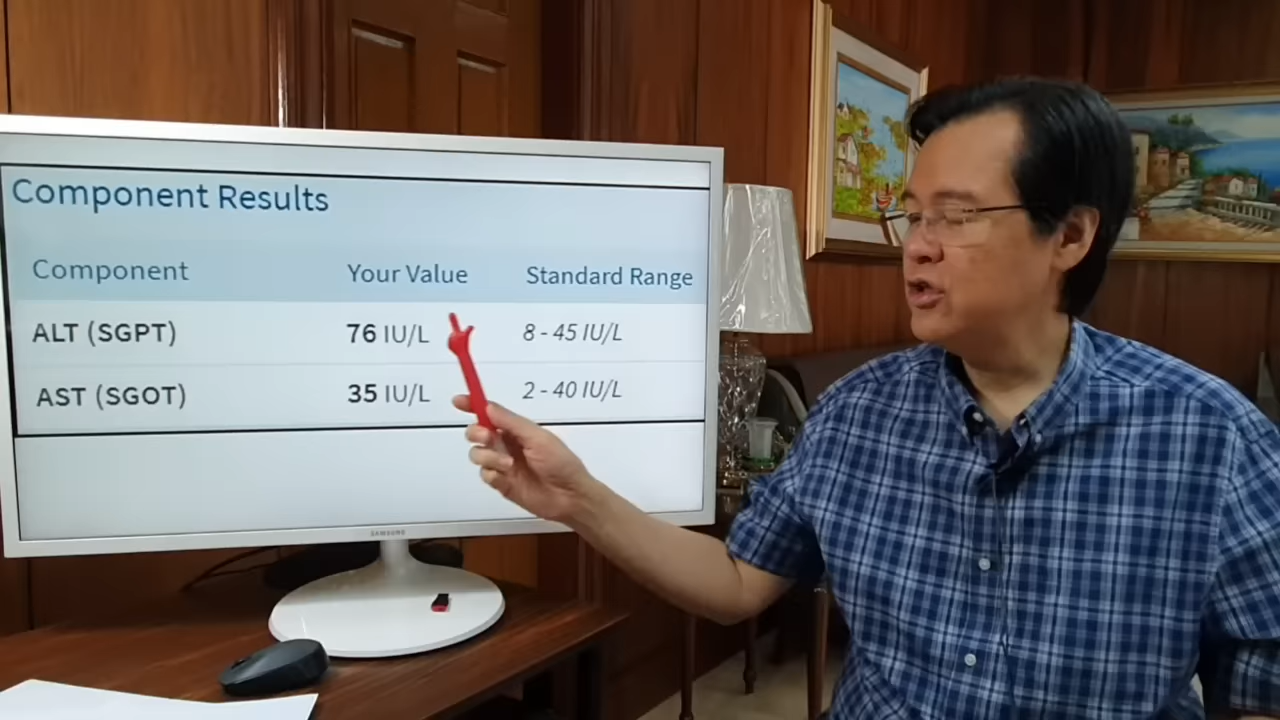 Component Results
Component Your Value Standard Range
ALT (SGPT) 76 IU/L 8 - 45 IU/L
AST (SGOT) 35 IU/L 2 - 40 IU/L
SAMSUNG